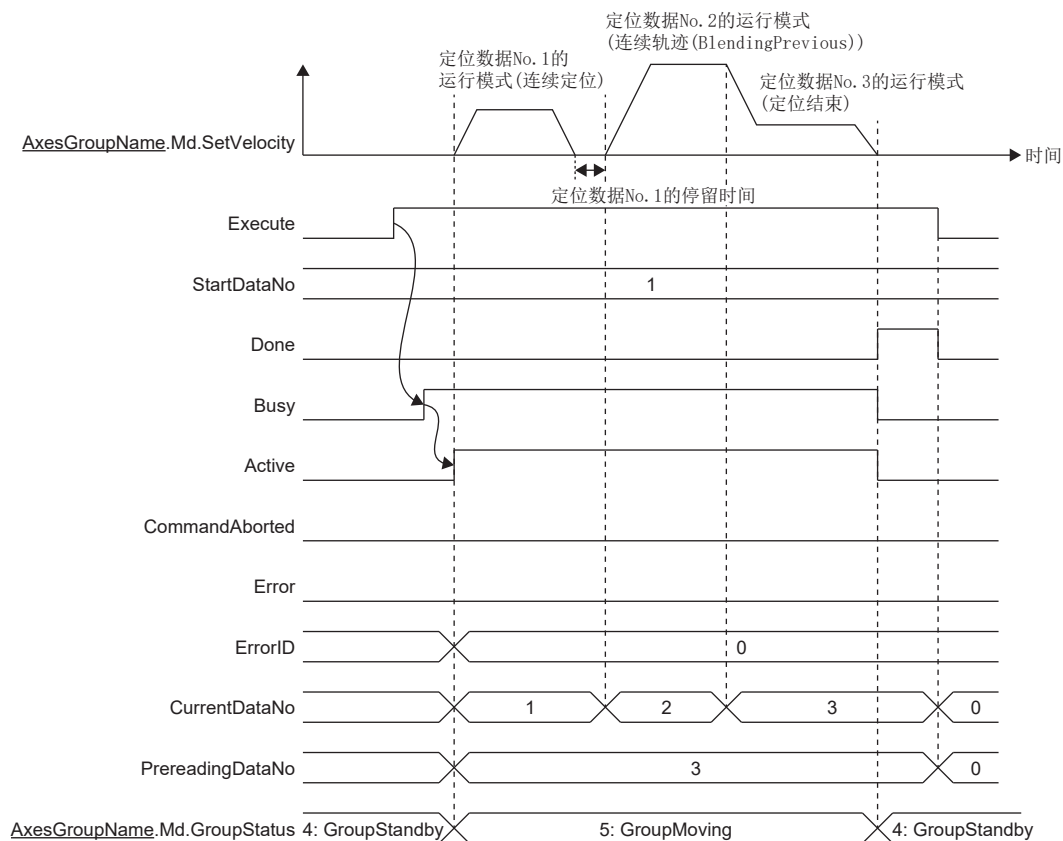 定位数据No.2的运行模式
(连续轨迹(BlendingPrevious))
定位数据No.1的
运行模式(连续定位)
定位数据No.3的运行模式
(定位结束)
AxesGroupName.Md.SetVelocity
时间
定位数据No.1的停留时间
Execute
StartDataNo
1
Done
Busy
Active
CommandAborted
Error
ErrorID
0
CurrentDataNo
1
2
3
0
PrereadingDataNo
3
0
AxesGroupName.Md.GroupStatus
4: GroupStandby
5: GroupMoving
4: GroupStandby